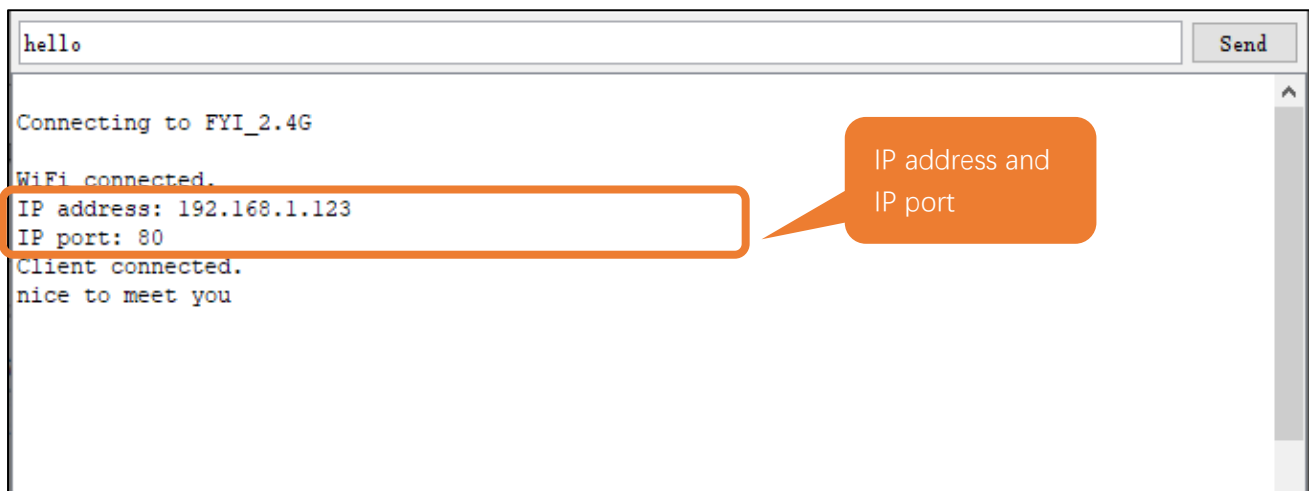 hello
Send
Connecting to FYI_2.4G
WiFi connected.
IP address: 192.168.1.123
IP port: 80
Client connected.
nice to meet you
IP address and
IP port